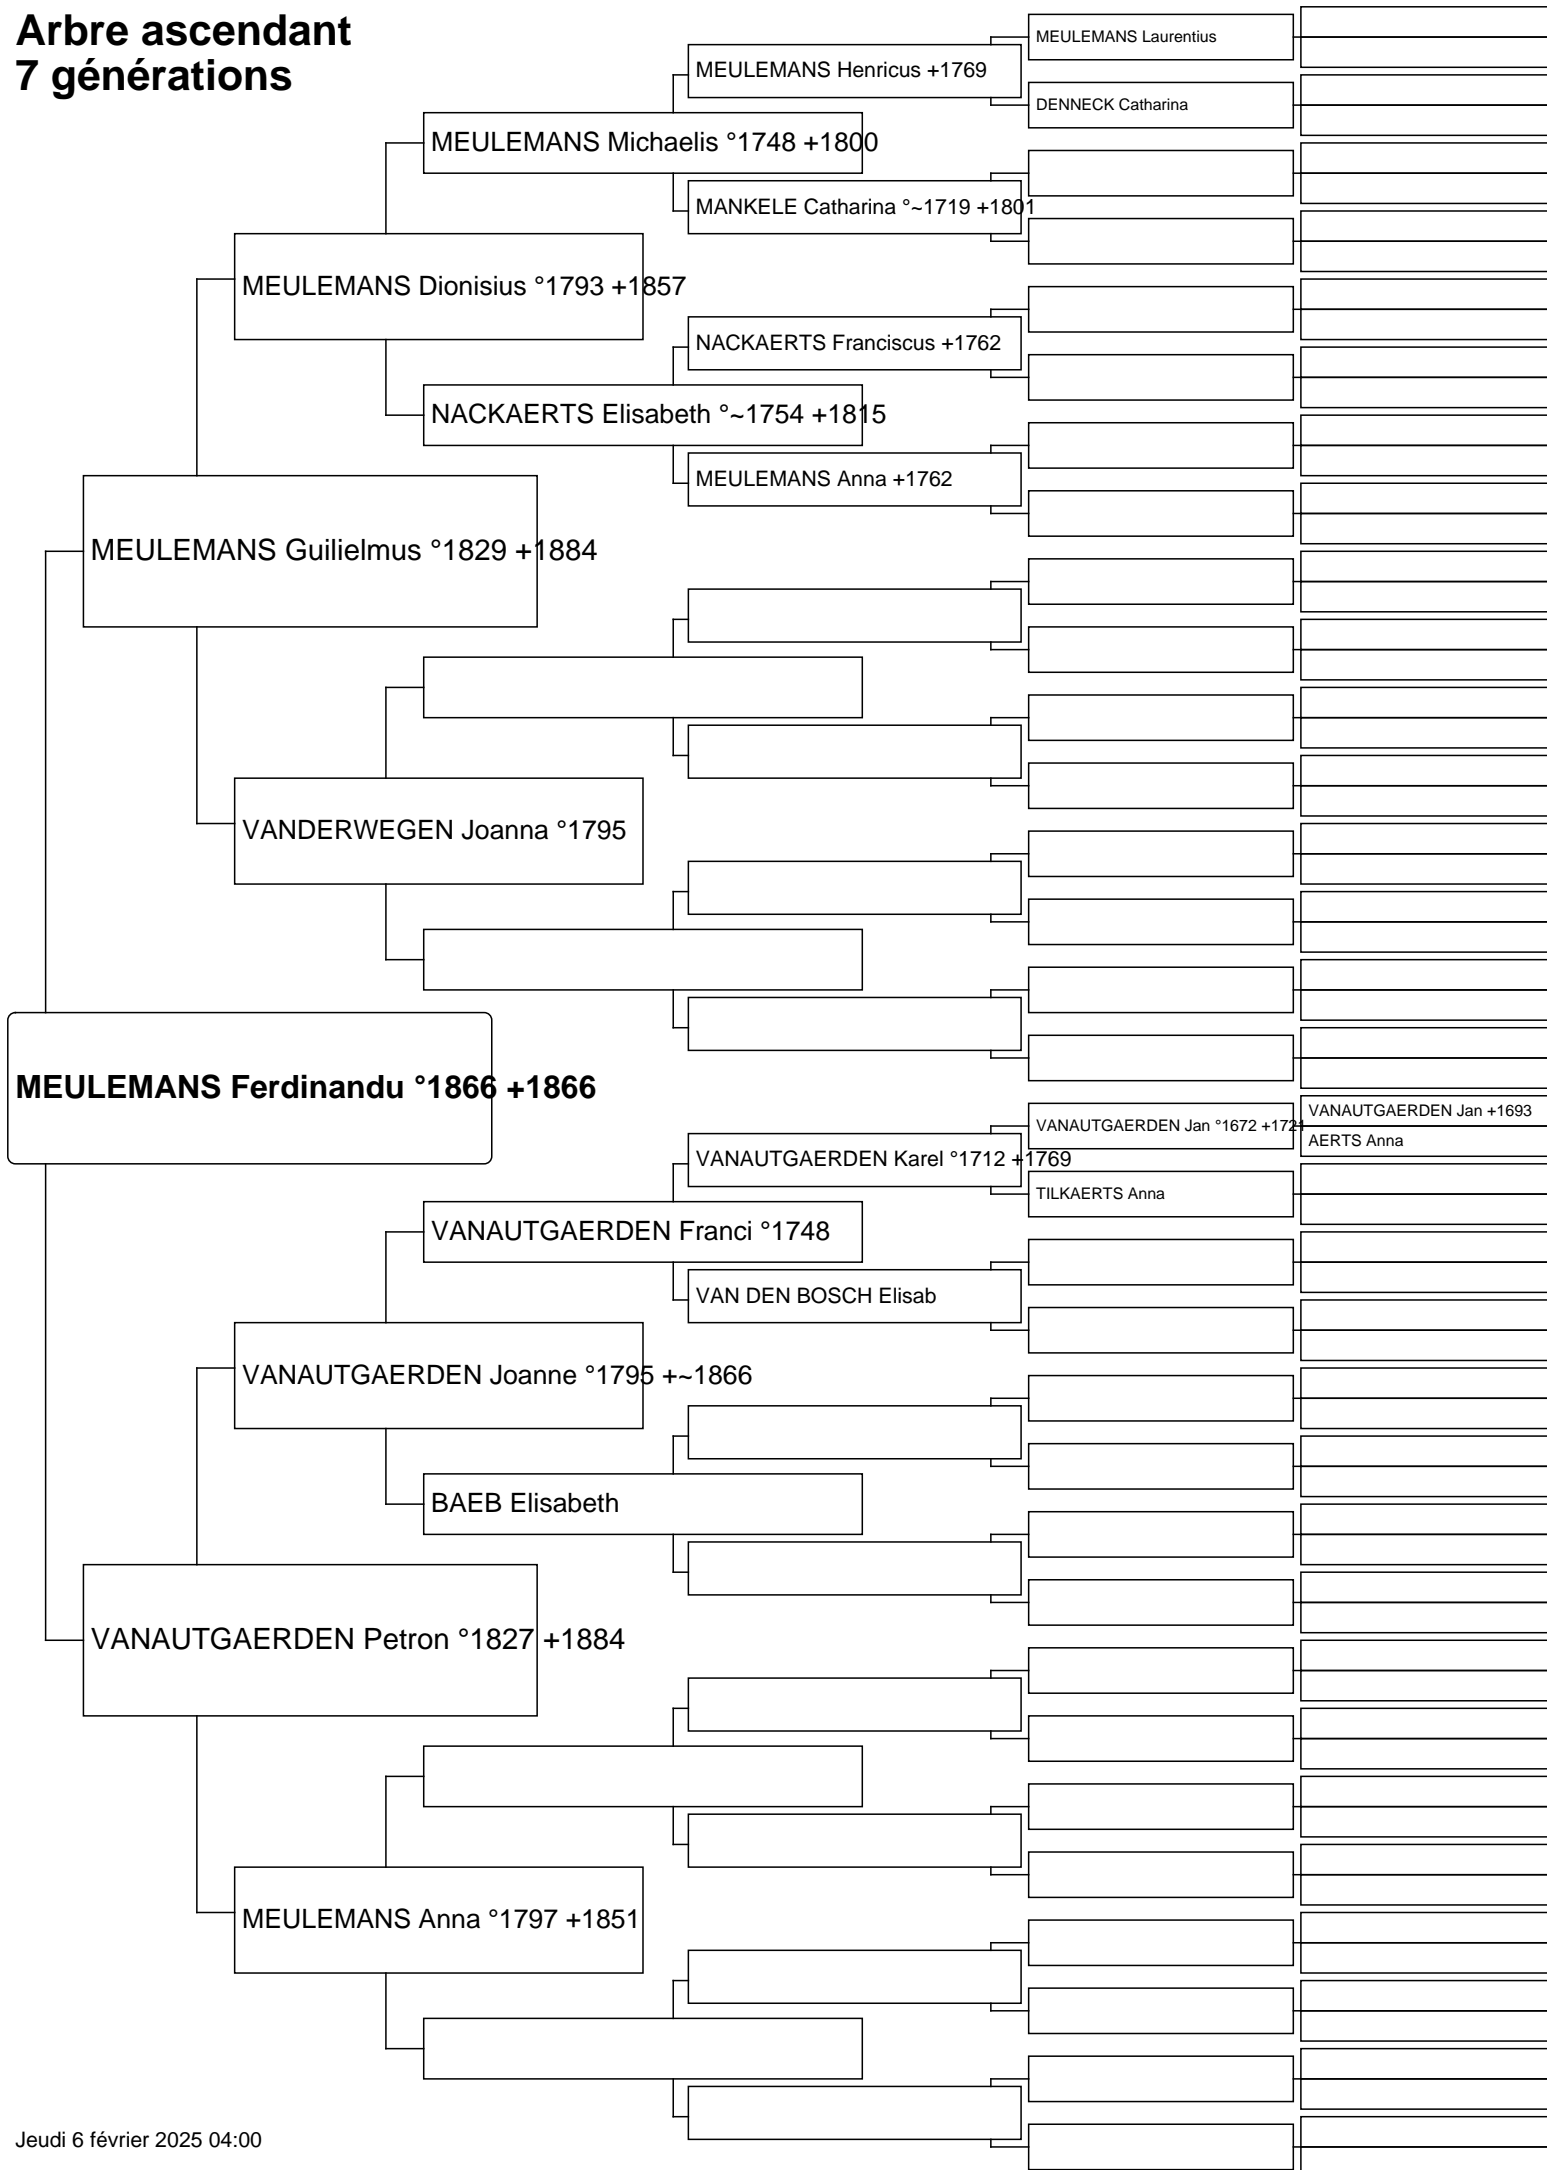 Arbre ascendant
7 générations
MEULEMANS Laurentius
MEULEMANS Henricus +1769
DENNECK Catharina
MEULEMANS Michaelis °1748 +1800
MANKELE Catharina °~1719 +1801
MEULEMANS Dionisius °1793 +1857
NACKAERTS Franciscus +1762
NACKAERTS Elisabeth °~1754 +1815
MEULEMANS Anna +1762
MEULEMANS Guilielmus °1829 +1884
VANDERWEGEN Joanna °1795
MEULEMANS Ferdinandu °1866 +1866
VANAUTGAERDEN Jan +1693
VANAUTGAERDEN Jan °1672 +1721
AERTS Anna
VANAUTGAERDEN Karel °1712 +1769
TILKAERTS Anna
VANAUTGAERDEN Franci °1748
VAN DEN BOSCH Elisab
VANAUTGAERDEN Joanne °1795 +~1866
BAEB Elisabeth
VANAUTGAERDEN Petron °1827 +1884
MEULEMANS Anna °1797 +1851
Jeudi 6 février 2025 04:00